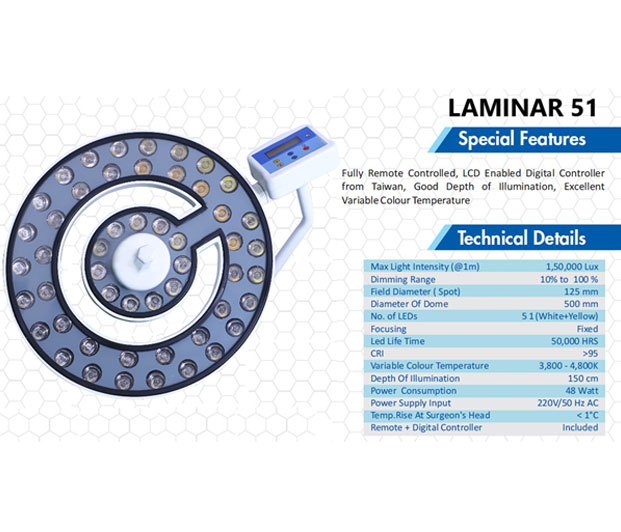 LAMINAR 51
Special Features
Fully Remote Controlled, LCD Enabled Digital Controller
from Taiwan, Good Depth of Illumination, Excellent
Variable Colour Temperature
Technical Details
Max Light Intensity (@1m) 1,50,000 Lux
Dimming Range 10% to 100 %
Field Diameter ( Spot) 125 mm
Diameter Of Dome 500 mm
No. of LEDs 5 1 (White+Yellow)
Focusing Fixed
Led Life Time 50,000 HRS
CRI >95
Variable Colour Temperature 3,800 - 4,800K
Depth Of Illumination 150 cm
Power Consumption 48 Watt
Power Supply Input 220V/50 Hz AC
Temp.Rise At Surgeon's Head < 1°C
Remote + Digital Controller Included